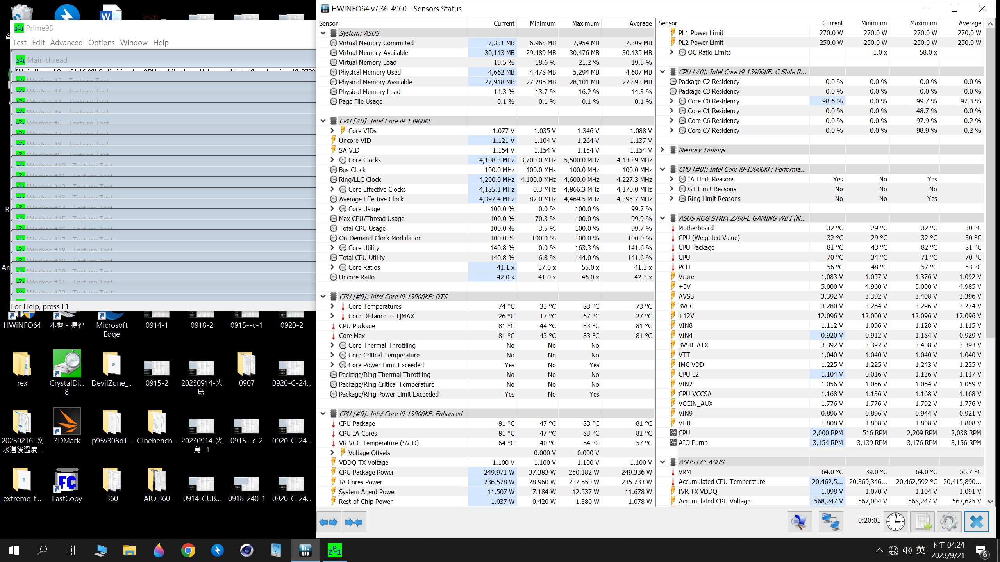 Prime95
Test Edit Advanced Options Window Help
Main thread
Worker #2 - Torture Test
Worker #3 - Torture Test
Worker #4 - Torture Test
Worker #5 - Torture Test
Worker #6 - Torture Test
Worker #7 - Torture Test
Worker #8 - Torture Test
Worker #9 - Torture Test
Worker #10 - Torture Test
Worker #11 - Torture Test
Worker #12 - Torture Test
Worker #13 - Torture Test
Worker #14 - Torture Test
Worker #15 - Torture Test
Worker #16 - Torture Test
Worker #17 - Torture Test
Worker #18 - Torture Test
Worker #19 - Torture Test
Worker #20 - Torture Test
Worker #21 - Torture Test
Worker #22 - Torture Test
For Help, press F1
HWiNFO64
本機 - 捷徑
Microsoft
Edge
0914-1
0918-2
0915--c-1
0920-2
rex
CrystalDi...
8
DevilZone_...
0915-2
20230914-火
鳥
0907
0920-C-24...
20230216-改
水道後溫度...
3DMark
p95v308b1...
Cinebench...
20230914-火
鳥 -1
0915--c-2
0920-C-24...
extreme_t...
FastCopy
360
AIO 360
0914-CUB...
0918-240-1
0920-C-24...
HWiNFO64 v7.36-4960 - Sensors Status
Sensor Current Minimum Maximum Average
System: ASUS
Virtual Memory Committed 7,331 MB 6,968 MB 7,954 MB 7,309 MB
Virtual Memory Available 30,113 MB 29,489 MB 30,476 MB 30,135 MB
Virtual Memory Load 19.5 % 18.6 % 21.2 % 19.5 %
Physical Memory Used 4,662 MB 4,478 MB 5,294 MB 4,687 MB
Physical Memory Available 27,918 MB 27,286 MB 28,101 MB 27,893 MB
Physical Memory Load 14.3 % 13.7 % 16.2 % 14.3 %
Page File Usage 0.1 % 0.1 % 0.1 % 0.1 %
CPU [#0]: Intel Core i9-13900KF
Core VIDs 1.077 V 1.035 V 1.346 V 1.088 V
Uncore VID 1.121 V 1.104 V 1.264 V 1.137 V
SA VID 1.154 V 1.154 V 1.154 V 1.154 V
Core Clocks 4,108.3 MHz 3,700.0 MHz 5,500.0 MHz 4,130.9 MHz
Bus Clock 100.0 MHz 100.0 MHz 100.0 MHz 100.0 MHz
Ring/LLC Clock 4,200.0 MHz 4,100.0 MHz 4,600.0 MHz 4,227.3 MHz
Core Effective Clocks 4,185.1 MHz 0.3 MHz 4,866.3 MHz 4,170.0 MHz
Average Effective Clock 4,397.4 MHz 82.0 MHz 4,469.5 MHz 4,395.7 MHz
Core Usage 100.0 % 0.0 % 100.0 % 99.7 %
Max CPU/Thread Usage 100.0 % 70.3 % 100.0 % 99.9 %
Total CPU Usage 100.0 % 3.5 % 100.0 % 99.7 %
On-Demand Clock Modulation 100.0 % 100.0 % 100.0 % 100.0 %
Core Utility 140.8 % 0.0 % 163.3 % 141.6 %
Total CPU Utility 140.8 % 6.8 % 144.0 % 141.6 %
Core Ratios 41.1 x 37.0 x 55.0 x 41.3 x
Uncore Ratio 42.0 x 41.0 x 46.0 x 42.3 x
CPU [#0]: Intel Core i9-13900KF: DTS
Core Temperatures 74 °C 33 °C 83 °C 73 °C
Core Distance to TjMAX 26 °C 17 °C 67 °C 27 °C
CPU Package 81 °C 44 °C 83 °C 81 °C
Core Max 81 °C 43 °C 83 °C 81 °C
Core Thermal Throttling No No No
Core Critical Temperature No No No
Core Power Limit Exceeded Yes No Yes
Package/Ring Thermal Throttling No No No
Package/Ring Critical Temperature No No No
Package/Ring Power Limit Exceeded Yes No Yes
CPU [#0]: Intel Core i9-13900KF: Enhanced
CPU Package 81 °C 47 °C 83 °C 81 °C
CPU IA Cores 81 °C 47 °C 83 °C 81 °C
VR VCC Temperature (SVID) 64 °C 40 °C 64 °C 57 °C
Voltage Offsets 0.000 V 0.000 V
VDDQ TX Voltage 1.100 V 1.100 V 1.100 V 1.100 V
CPU Package Power 249.971 W 37.383 W 250.182 W 249.336 W
IA Cores Power 236.578 W 28.960 W 237.650 W 235.733 W
System Agent Power 11.507 W 7.184 W 12.537 W 11.678 W
Rest-of-Chip Power 1.037 W 0.420 W 1.380 W 1.078 W
Sensor Current Minimum Maximum Average
PL1 Power Limit 270.0 W 270.0 W 270.0 W 270.0 W
PL2 Power Limit 250.0 W 250.0 W 250.0 W 250.0 W
OC Ratio Limits 1.0 x 58.0 x
CPU [#0]: Intel Core i9-13900KF: C-State R...
Package C2 Residency 0.0 % 0.0 % 0.0 % 0.0 %
Package C3 Residency 0.0 % 0.0 % 0.0 % 0.0 %
Core C0 Residency 98.6 % 0.0 % 99.7 % 97.3 %
Core C1 Residency 0.0 % 0.0 % 48.7 % 0.0 %
Core C6 Residency 0.0 % 0.0 % 97.9 % 0.2 %
Core C7 Residency 0.0 % 0.0 % 98.9 % 0.2 %
Memory Timings
CPU [#0]: Intel Core i9-13900KF: Performa...
IA Limit Reasons Yes No Yes
GT Limit Reasons No No No
Ring Limit Reasons No No Yes
ASUS ROG STRIX Z790-E GAMING WIFI (N...
Motherboard 32 °C 29 °C 32 °C 30 °C
CPU (Weighted Value) 32 °C 29 °C 32 °C 30 °C
CPU Package 81 °C 43 °C 82 °C 81 °C
CPU 70 °C 34 °C 71 °C 70 °C
PCH 56 °C 48 °C 57 °C 53 °C
Vcore 1.083 V 1.057 V 1.376 V 1.092 V
+5V 5.000 V 4.960 V 5.000 V 4.985 V
AVSB 3.392 V 3.392 V 3.408 V 3.396 V
3VCC 3.280 V 3.264 V 3.296 V 3.274 V
+12V 12.096 V 12.000 V 12.096 V 12.096 V
VIN8 1.112 V 1.096 V 1.128 V 1.115 V
VIN4 0.920 V 0.912 V 1.184 V 0.929 V
3VSB_ATX 3.392 V 3.392 V 3.408 V 3.393 V
VTT 1.040 V 1.040 V 1.040 V 1.040 V
IMC VDD 1.225 V 1.225 V 1.243 V 1.225 V
CPU L2 1.104 V 0.016 V 1.136 V 1.117 V
VIN2 1.056 V 1.056 V 1.064 V 1.059 V
CPU VCCSA 1.168 V 1.136 V 1.168 V 1.168 V
VCCIN_AUX 1.776 V 1.776 V 1.792 V 1.776 V
VIN9 0.896 V 0.896 V 0.944 V 0.921 V
VHIF 1.808 V 1.808 V 1.808 V 1.808 V
CPU 2,000 RPM 516 RPM 2,209 RPM 2,038 RPM
AIO Pump 3,154 RPM 3,139 RPM 3,176 RPM 3,156 RPM
ASUS EC: ASUS
VRM 64.0 °C 39.0 °C 64.0 °C 56.7 °C
Accumulated CPU Temperature 20,462,5... 20,369,346... 20,462,592 °C 20,415,890...
IVR TX VDDQ 1.098 V 1.070 V 1.104 V 1.091 V
Accumulated CPU Voltage 568,247 V 567,004 V 568,247 V 567,625 V
0:20:01
英
下午 04:24
2023/9/21
6